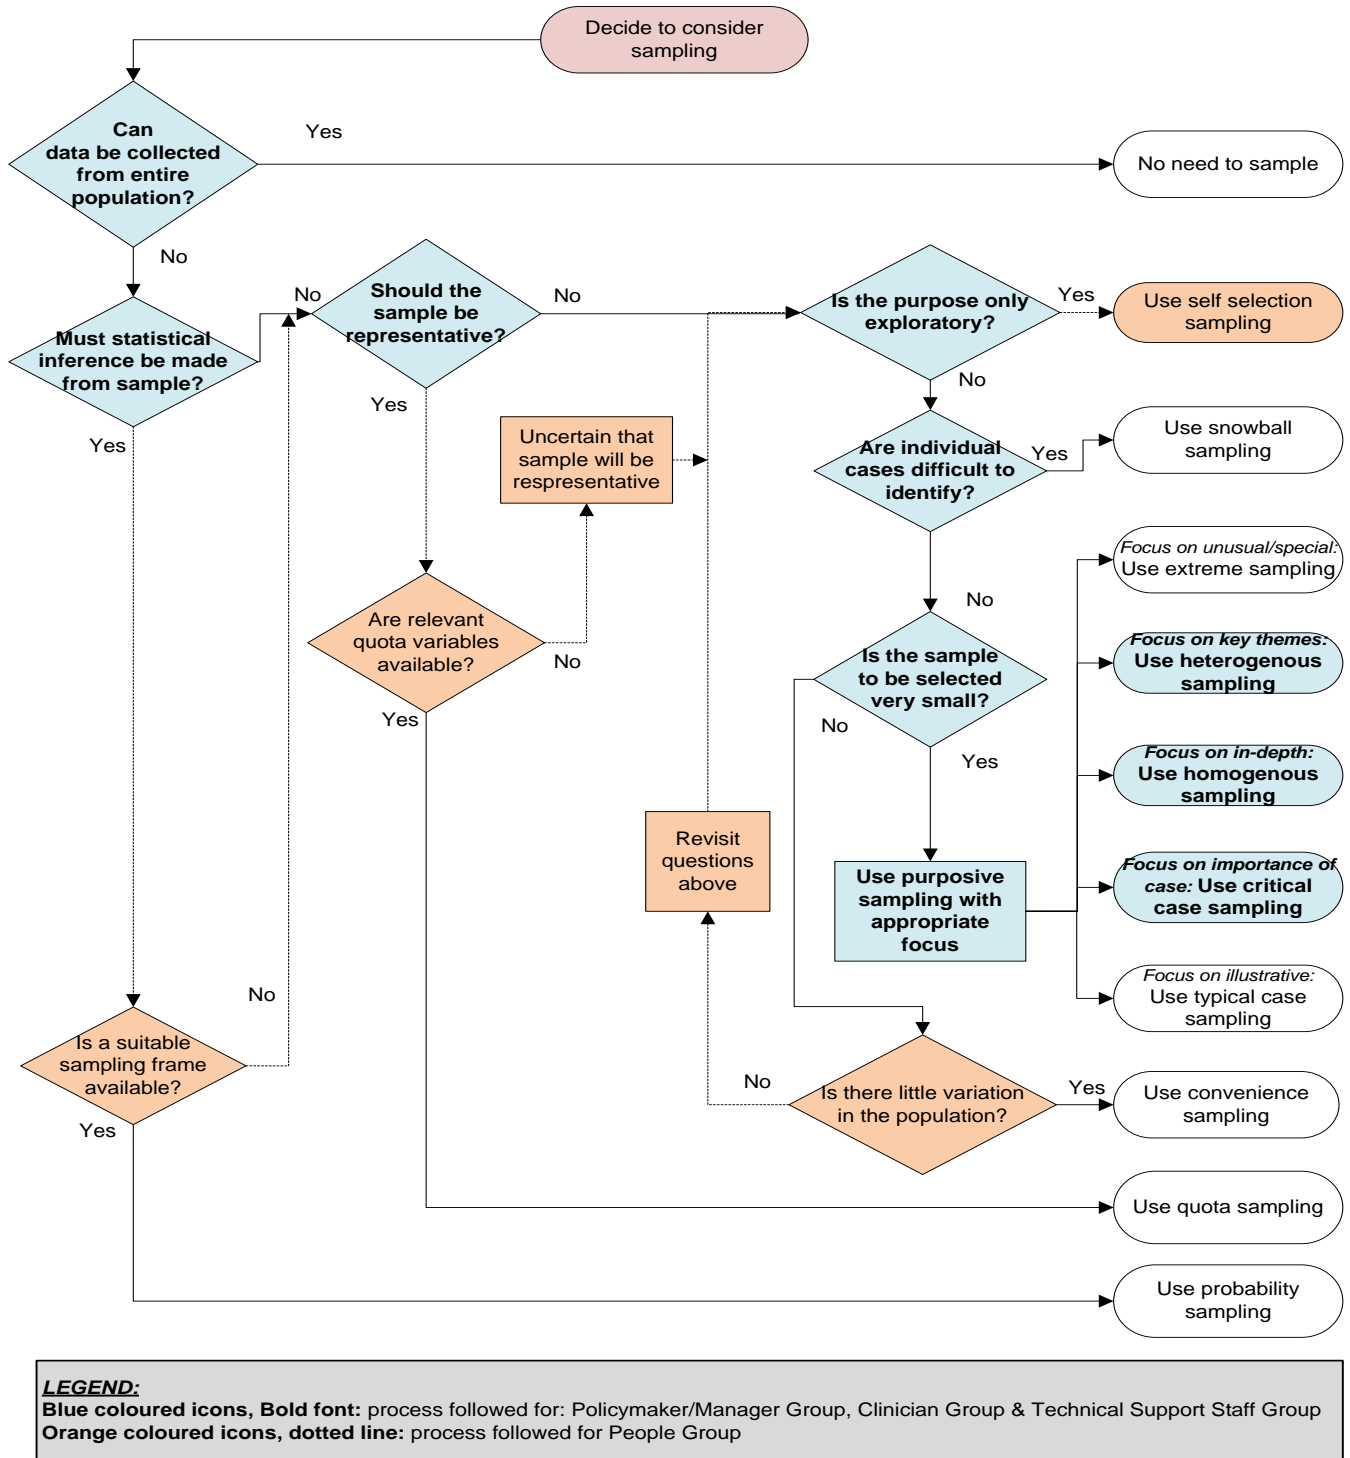 Decide to consider
sampling
Can
data be collected
from entire
population?
Yes
No need to sample
No
Must statistical
inference be made
from sample?
No
Should the
sample be
representative?
No
Is the purpose only
exploratory?
Yes
Use self selection
sampling
No
Yes
Yes
Uncertain that
sample will be
respresentative
Are individual
cases difficult to
identify?
Yes
Use snowball
sampling
Focus on unusual/special:
Use extreme sampling
No
Are relevant
quota variables
available?
No
Yes
Is the sample
to be selected
very small?
No
Yes
Focus on key themes:
Use heterogenous
sampling
Focus on in-depth:
Use homogenous
sampling
Revisit
questions
above
Use purposive
sampling with
appropriate
focus
Focus on importance of
case: Use critical
case sampling
Focus on illustrative:
Use typical case
sampling
No
Is a suitable
sampling frame
available?
Yes
No
Is there little variation
in the population?
Yes
Use convenience
sampling
Use quota sampling
Use probability
sampling
LEGEND:
Blue coloured icons, Bold font: process followed for: Policymaker/Manager Group, Clinician Group & Technical Support Staff Group
Orange coloured icons, dotted line: process followed for People Group